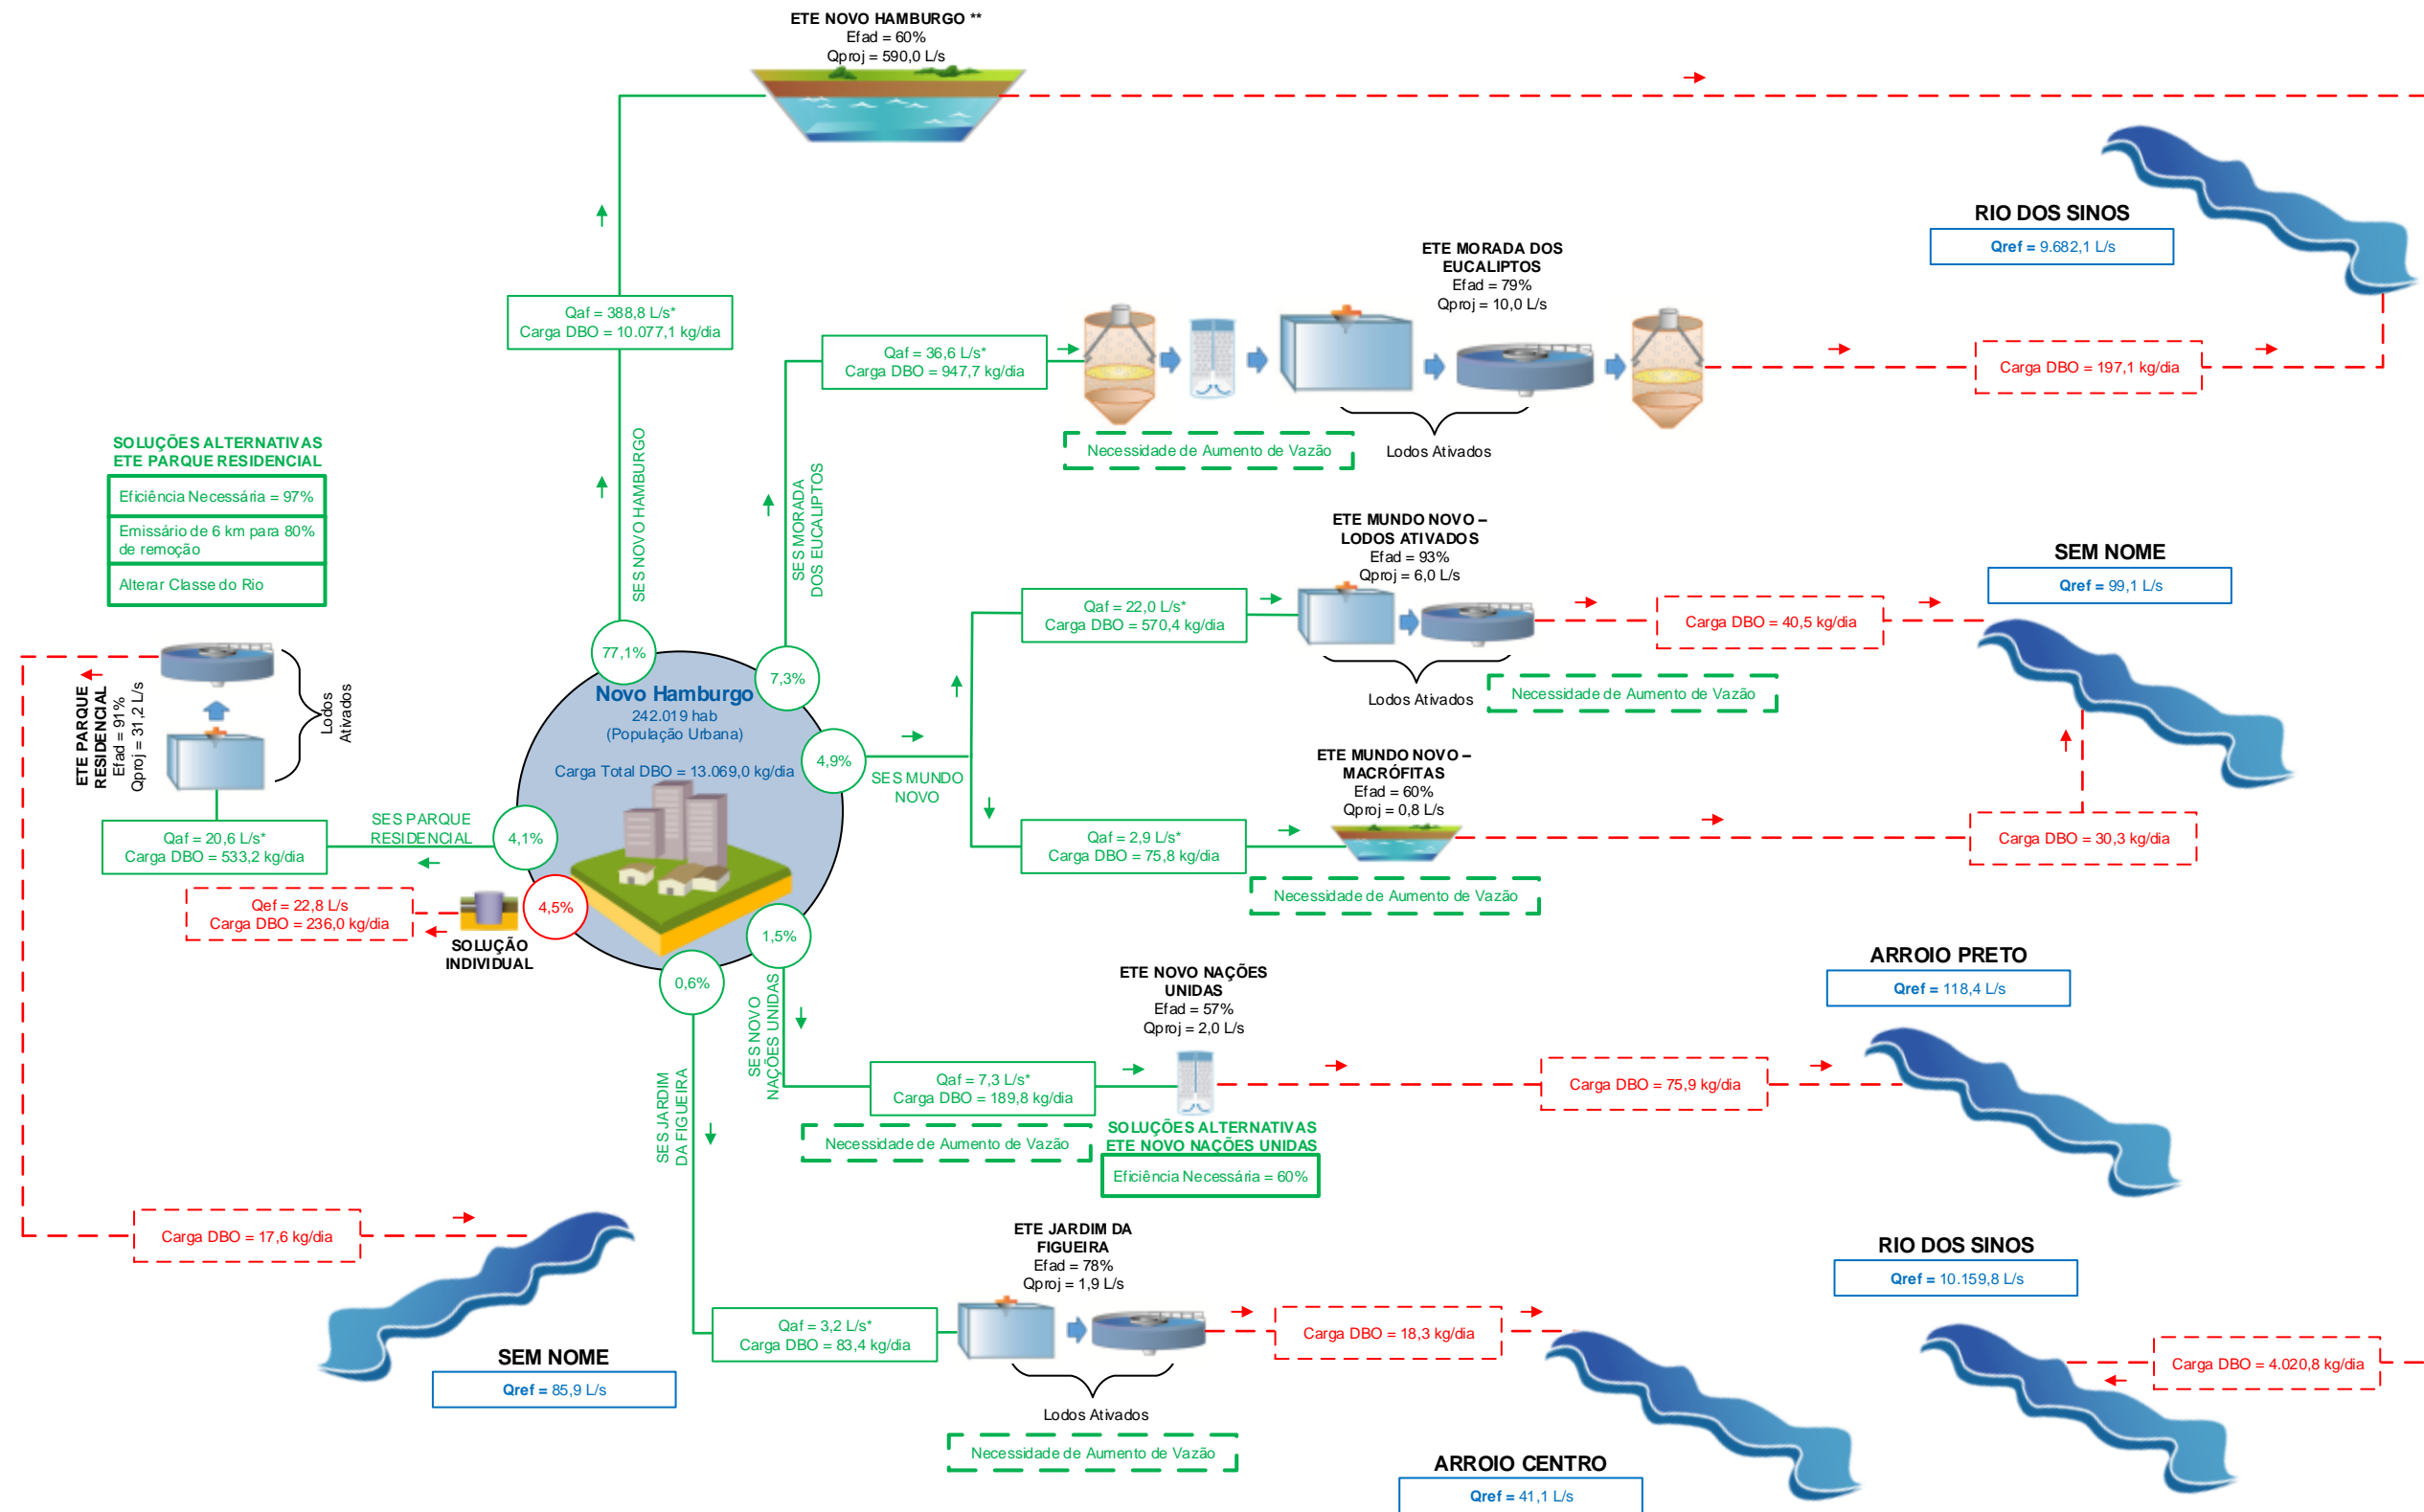 ETE NOVO HAMBURGO **
Efad = 60%
Qproj = 590,0 L/s
RIO DOS SINOS
Qref = 9.682,1 L/s
ETE MORADA DOS
EUCALIPTOS
Efad = 79%
Qproj = 10,0 L/s
Qaf = 388,8 L/s*
Carga DBO = 10.077,1 kg/dia
Qaf = 36,6 L/s*
Carga DBO = 947,7 kg/dia
Carga DBO = 197,1 kg/dia
Necessidade de Aumento de Vazão
Lodos Ativados
SES NOVO HAMBURGO
SES MORADA
DOS EUCALIPTOS
SOLUÇÕES ALTERNATIVAS
ETE PARQUE RESIDENCIAL
Eficiência Necessária = 97%
Emissário de 6 km para 80%
de remoção
Alterar Classe do Rio
ETE MUNDO NOVO –
LODOS ATIVADOS
Efad = 93%
Qproj = 6,0 L/s
SEM NOME
Qref = 99,1 L/s
Qaf = 22,0 L/s*
Carga DBO = 570,4 kg/dia
Carga DBO = 40,5 kg/dia
Lodos Ativados
Necessidade de Aumento de Vazão
77,1%
7,3%
4,9%
4,1%
4,5%
1,5%
0,6%
Novo Hamburgo
242.019 hab
(População Urbana)
Carga Total DBO = 13.069,0 kg/dia
SES MUNDO
NOVO
ETE MUNDO NOVO –
MACRÓFITAS
Efad = 60%
Qproj = 0,8 L/s
Qaf = 2,9 L/s*
Carga DBO = 75,8 kg/dia
Carga DBO = 30,3 kg/dia
Necessidade de Aumento de Vazão
ETE PARQUE
RESIDENCIAL
Efad = 91%
Qproj = 31,2 L/s
Lodos
Ativados
SES PARQUE
RESIDENCIAL
Qaf = 20,6 L/s*
Carga DBO = 533,2 kg/dia
Qef = 22,8 L/s
Carga DBO = 236,0 kg/dia
SOLUÇÃO
INDIVIDUAL
SES NOVO
NAÇÕES UNIDAS
SES JARDIM
DA FIGUEIRA
ETE NOVO NAÇÕES
UNIDAS
Efad = 57%
Qproj = 2,0 L/s
ARROIO PRETO
Qref = 118,4 L/s
Qaf = 7,3 L/s*
Carga DBO = 189,8 kg/dia
Carga DBO = 75,9 kg/dia
Necessidade de Aumento de Vazão
SOLUÇÕES ALTERNATIVAS
ETE NOVO NAÇÕES UNIDAS
Eficiência Necessária = 60%
Carga DBO = 17,6 kg/dia
SEM NOME
Qref = 85,9 L/s
ETE JARDIM DA
FIGUEIRA
Efad = 78%
Qproj = 1,9 L/s
Qaf = 3,2 L/s*
Carga DBO = 83,4 kg/dia
Carga DBO = 18,3 kg/dia
Lodos Ativados
Necessidade de Aumento de Vazão
RIO DOS SINOS
Qref = 10.159,8 L/s
Carga DBO = 4.020,8 kg/dia
ARROIO CENTRO
Qref = 41,1 L/s